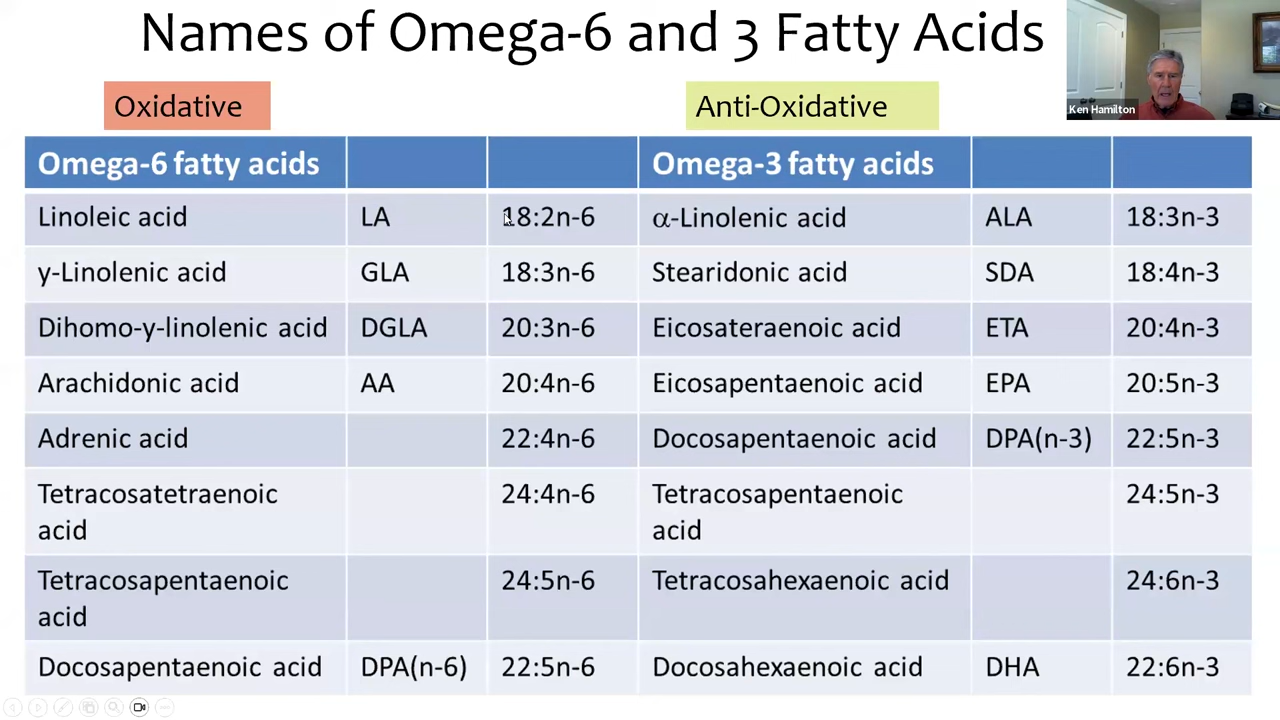 Names of Omega-6 and 3 Fatty Acids
Ken Hamilton
Oxidative Anti-Oxidative
Omega-6 fatty acids Omega-3 fatty acids
Linoleic acid LA 18:2n-6 α-Linolenic acid ALA 18:3n-3
y-Linolenic acid GLA 18:3n-6 Stearidonic acid SDA 18:4n-3
Dihomo-y-linolenic acid DGLA 20:3n-6 Eicosateraenoic acid ETA 20:4n-3
Arachidonic acid AA 20:4n-6 Eicosapentaenoic acid EPA 20:5n-3
Adrenic acid 22:4n-6 Docosapentaenoic acid DPA(n-3) 22:5n-3
Tetracosatetraenoic 24:4n-6 Tetracosapentaenoic 24:5n-3
acid acid
Tetracosapentaenoic 24:5n-6 Tetracosahexaenoic acid 24:6n-3
acid
Docosapentaenoic acid DPA(n-6) 22:5n-6 Docosahexaenoic acid DHA 22:6n-3